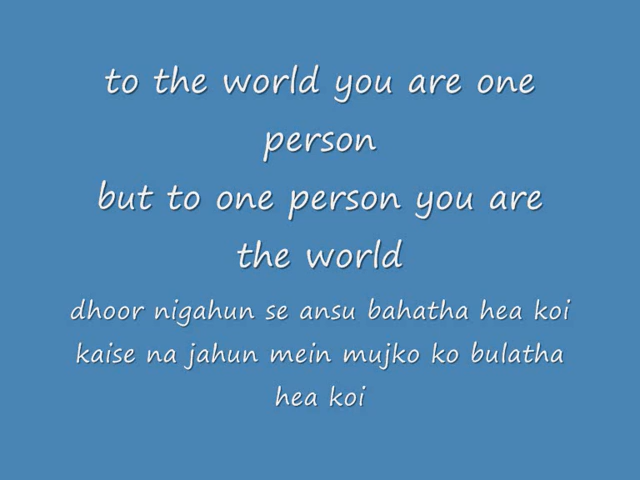 to the world you are one
person
but to one person you are
the world
dhoor nigahun se ansu bahatha hea koi
kaise na jahun mein mujko ko bulatha
hea koi